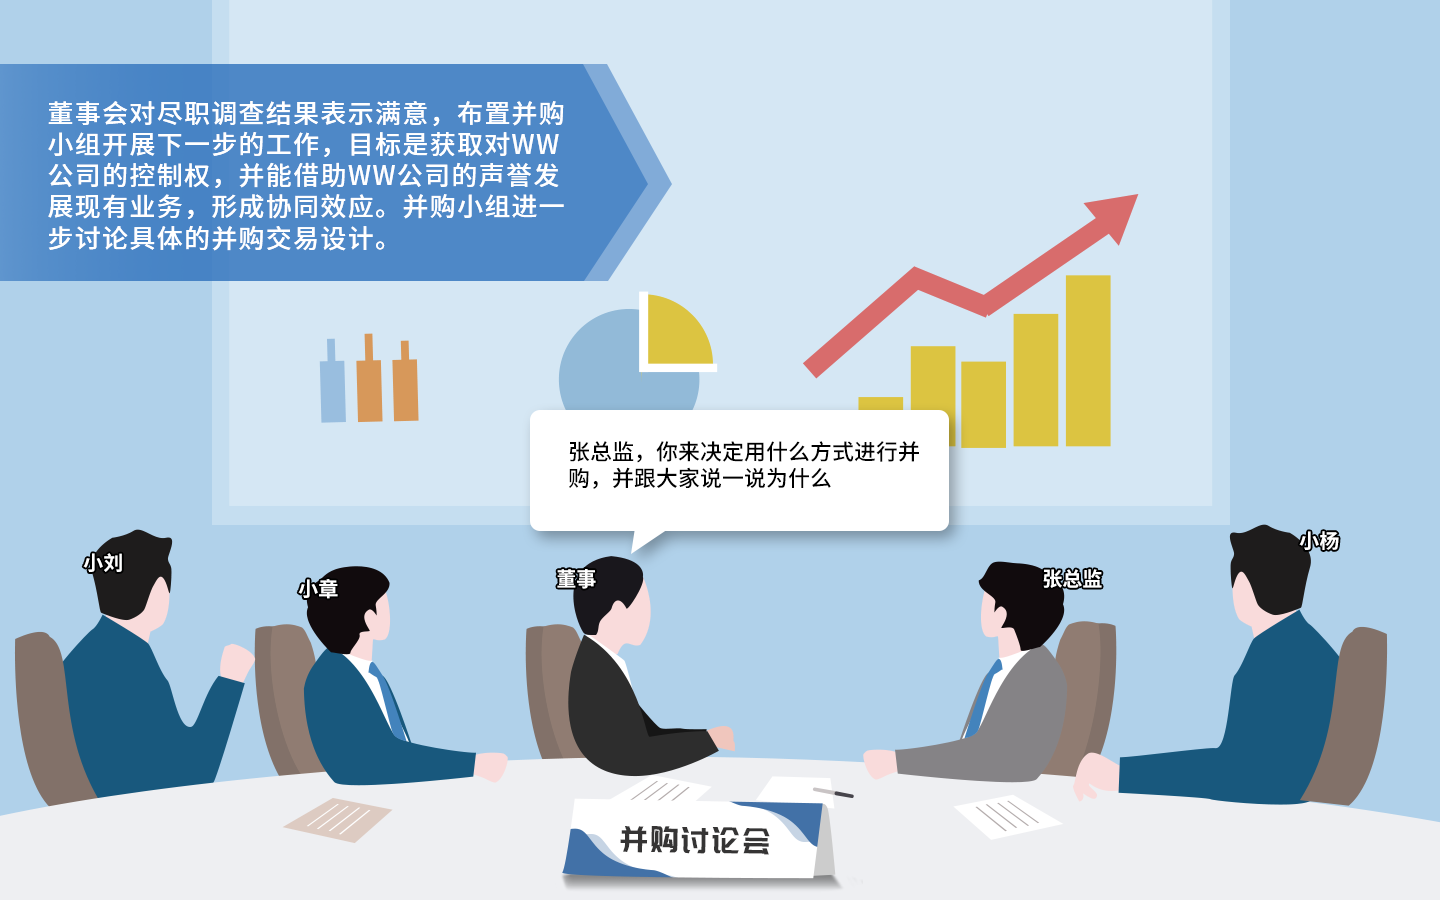 董事会对尽职调查结果表示满意，布置并购
小组开展下一步的工作，目标是获取对WW
公司的控制权，并能借助WW公司的声誉发
展现有业务，形成协同效应。并购小组进一
步讨论具体的并购交易设计。
张总监，你来决定用什么方式进行并
购，并跟大家说一说为什么
小刘
小章
董事
张总监
小杨
并购讨论会